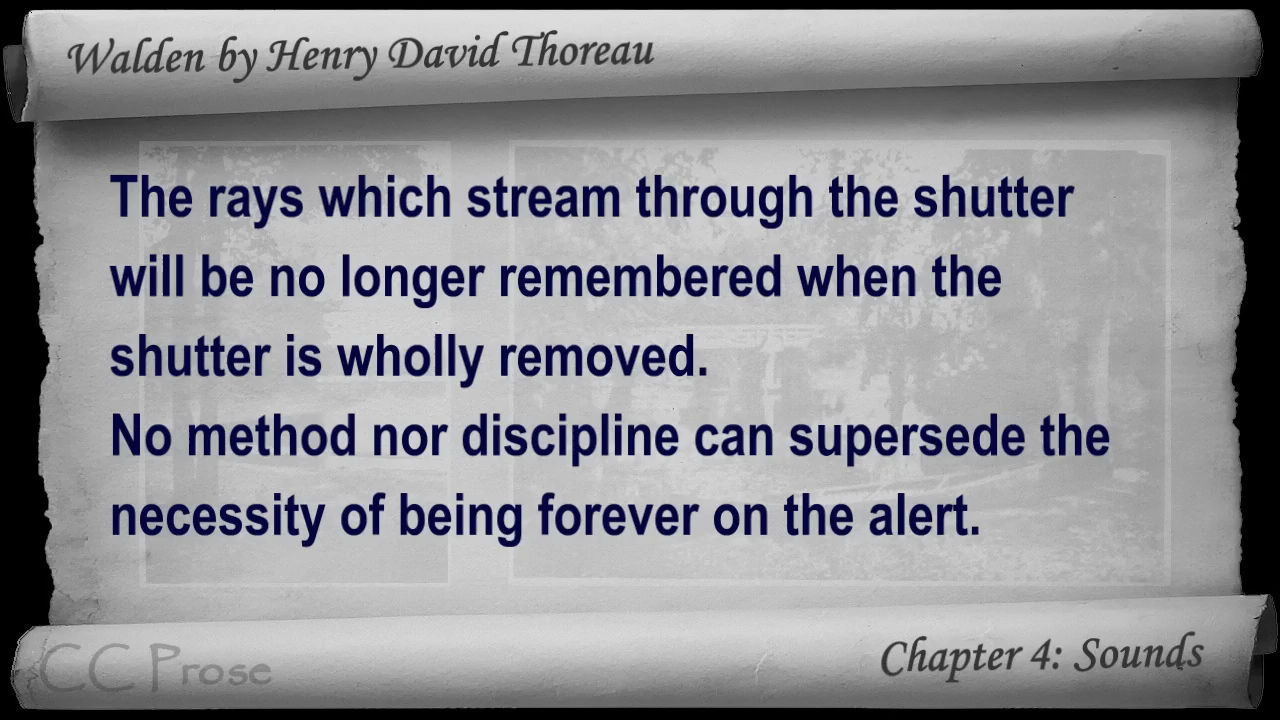 Walden by Henry David Thoreau
The rays which stream through the shutter
will be no longer remembered when the
shutter is wholly removed.
No method nor discipline can supersede the
necessity of being forever on the alert.
CC Prose
Chapter 4: Sounds